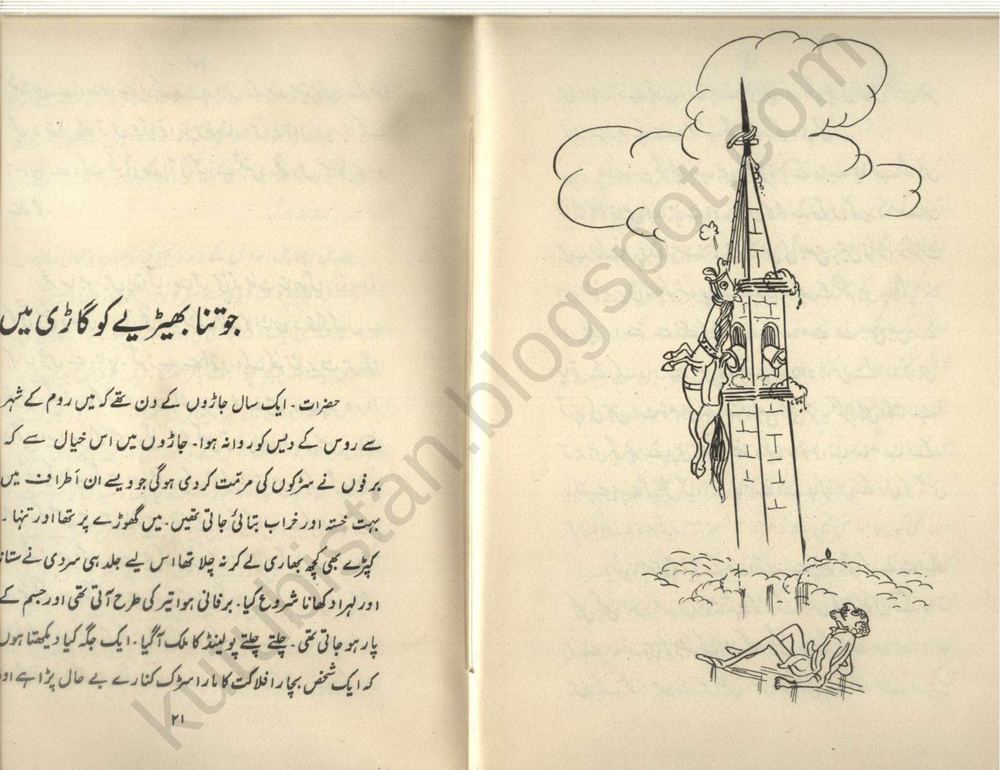 جوتنا بھیڑیے کو گاڑی میں
حضرات ۔ ایک سال جاڑوں کے دن تھے کہ میں روم کے شہر
سے روس کے دیس کو روانہ ہوا ۔ جاڑوں میں اس خیال سے کہ
برفوں نے سڑکوں کی مرمت کر دی ہوگی جو ویسے ان اَطراف میں
بہت خستہ اور خراب بتائی جاتی تھیں ۔ میں گھوڑے پر تھا اور تنہا ۔
کپڑے بھی کچھ بھاری لے کر نہ چلا تھا اس لیے جلد ہی سردی نے ستانا
اور لہرا دکھانا شروع کیا ۔ برفانی ہوا تیر کی طرح آتی تھی اور جسم کے
پار ہو جاتی تھی ۔ چلتے چلتے پولینڈ کا ملک آگیا ۔ ایک جگہ کیا دیکھتا ہوں
کہ ایک شخص بچارا فلاکت کا مارا سڑک کنارے بے حال پڑا ہے اور
۲۱
kutubistan.blogspot.com